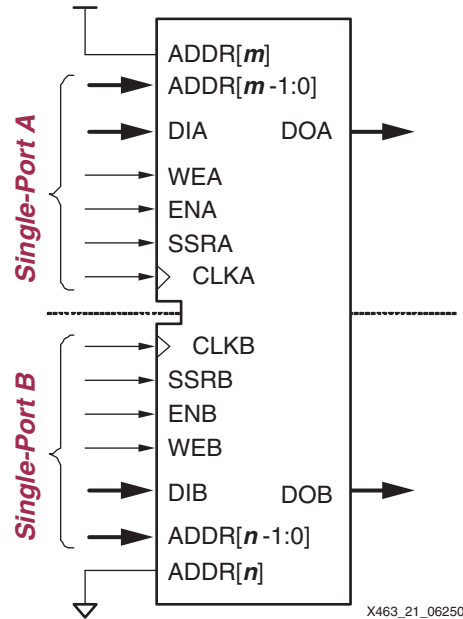 ADDR[m]
ADDR[m-1:0]
DIA DOA
WEA
ENA
SSRA
CLKA
Single-Port A
CLKB
SSRB
ENB
WEB
DIB DOB
ADDR[n-1:0]
ADDR[n]
Single-Port B
X463_21_06250